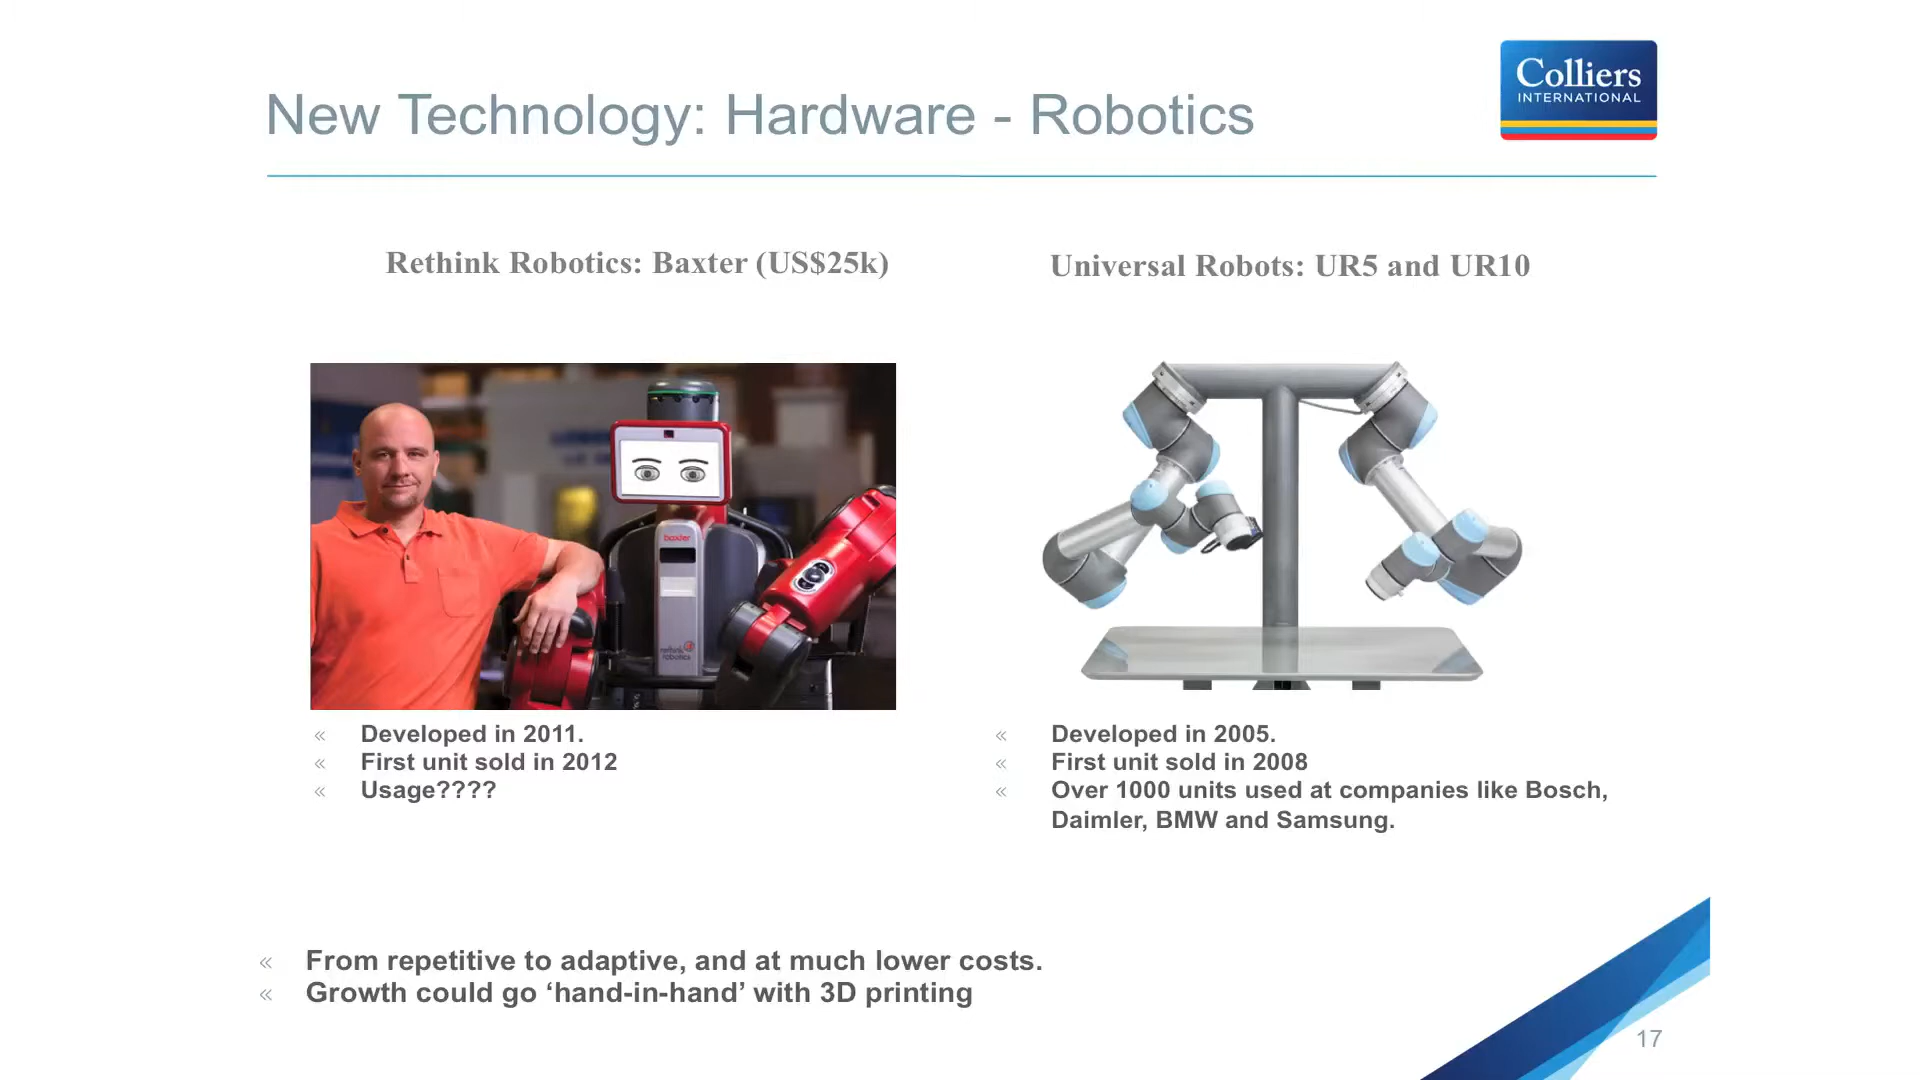 Colliers
INTERNATIONAL
New Technology: Hardware - Robotics
Rethink Robotics: Baxter (US$25k)
Universal Robots: UR5 and UR10
baxter
rethink
robotics
« Developed in 2011.
« First unit sold in 2012
« Usage????
« Developed in 2005.
« First unit sold in 2008
« Over 1000 units used at companies like Bosch,
Daimler, BMW and Samsung.
« From repetitive to adaptive, and at much lower costs.
« Growth could go ‘hand-in-hand’ with 3D printing
17